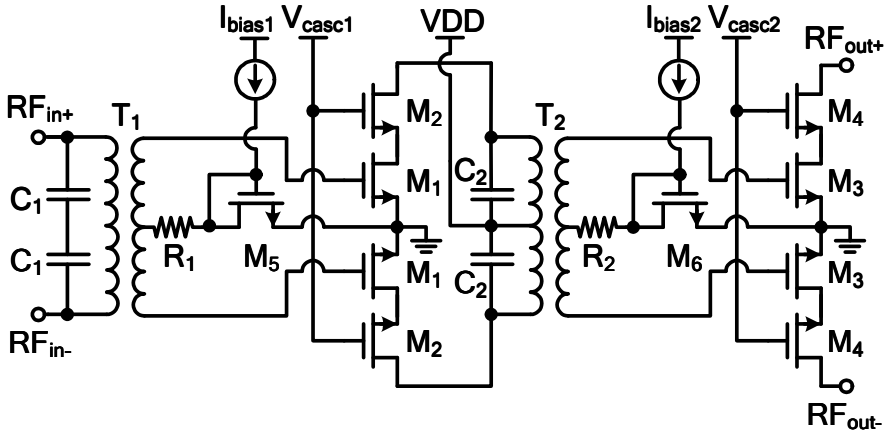 I_bias1 V_casc1 VDD I_bias2 V_casc2
RF_out+
RF_in+ T_1 M_2 T_2 M_4
C_1 M_1 C_2 M_3
C_1 R_1 M_5 M_1 C_2 R_2 M_6 M_3
RF_in- M_2 M_4
RF_out-